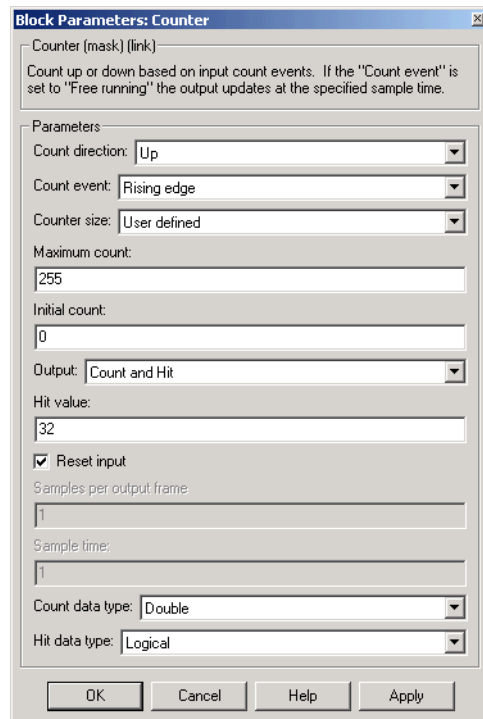 Block Parameters: Counter
Counter (mask) (link)
Count up or down based on input count events. If the "Count event" is
set to "Free running" the output updates at the specified sample time.
Parameters
Count direction: Up
Count event: Rising edge
Counter size: User defined
Maximum count:
255
Initial count:
0
Output: Count and Hit
Hit value:
32
Reset input
Samples per output frame
1
Sample time:
1
Count data type: Double
Hit data type: Logical
OK Cancel Help Apply